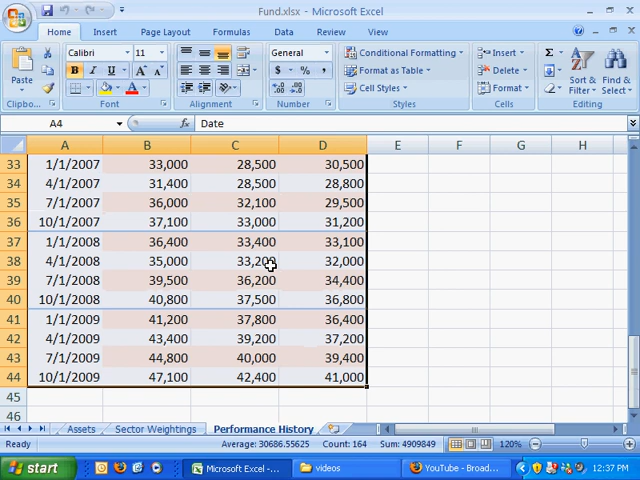 Fund.xlsx - Microsoft Excel
Home Insert Page Layout Formulas Data Review View
Paste
Calibri 11
B I U A A
General
$ % ,
Conditional Formatting
Format as Table
Cell Styles
Insert
Delete
Format
Σ
Sort & Filter
Find & Select
Clipboa... Font Alignment Number Styles Cells Editing
A4 fx Date
A B C D E F G H
33 1/1/2007 33,000 28,500 30,500
34 4/1/2007 31,400 28,500 28,800
35 7/1/2007 36,000 32,100 29,500
36 10/1/2007 37,100 33,000 31,200
37 1/1/2008 36,400 33,400 33,100
38 4/1/2008 35,000 33,200 32,000
39 7/1/2008 39,500 36,200 34,400
40 10/1/2008 40,800 37,500 36,800
41 1/1/2009 41,200 37,800 36,400
42 4/1/2009 43,400 39,200 37,200
43 7/1/2009 44,800 40,000 39,400
44 10/1/2009 47,100 42,400 41,000
45
46
Assets Sector Weightings Performance History
Ready Average: 30686.55625 Count: 164 Sum: 4909849 120%
start Microsoft Excel -... videos YouTube - Broad... 12:37 PM